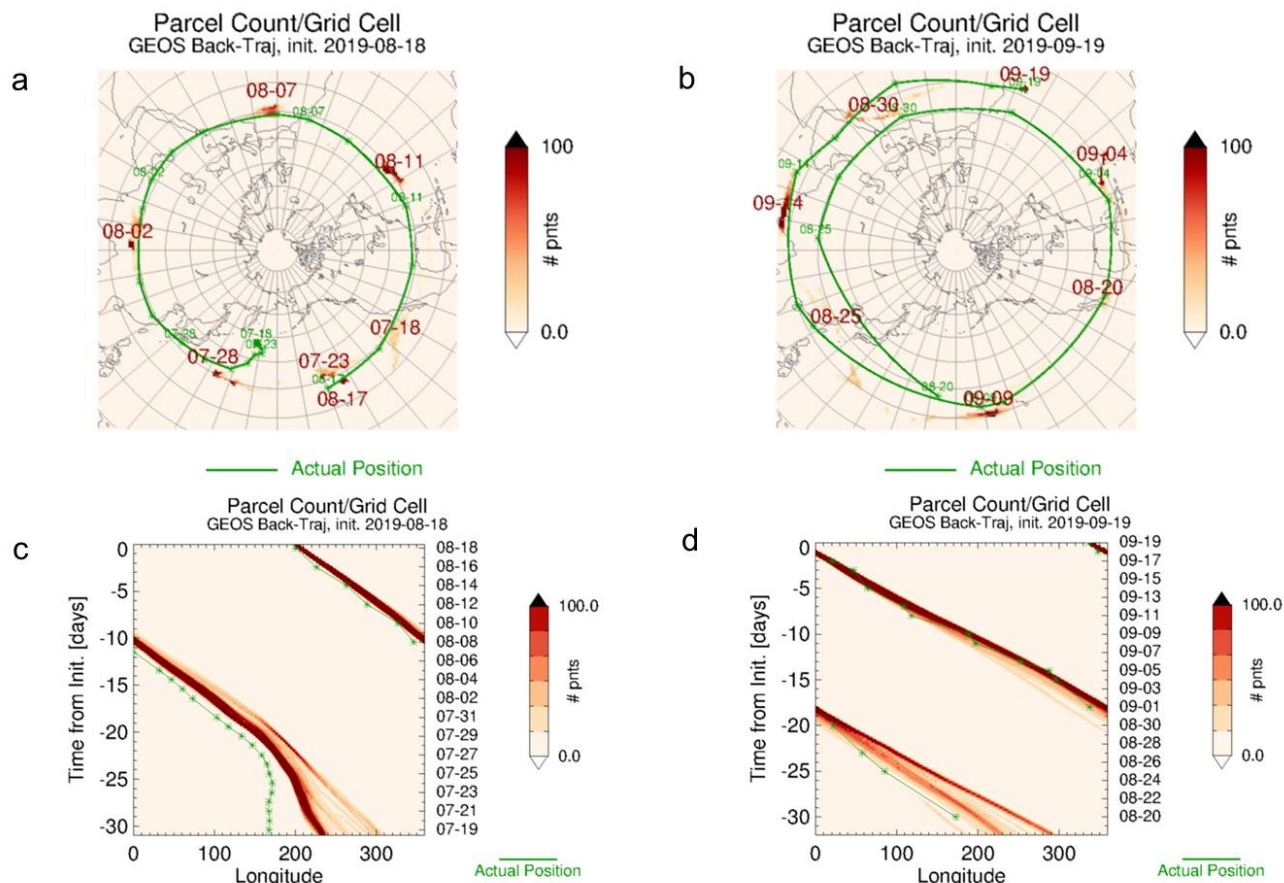 Parcel Count/Grid Cell
GEOS Back-Traj, init. 2019-08-18
a
08-07
08-07
08-11
08-11
08-02
08-02
07-28
07-28
07-18
07-18
07-23
08-17
100
0.0
# pnts
Actual Position
Parcel Count/Grid Cell
GEOS Back-Traj, init. 2019-09-19
b
09-19
09-19
08-30
09-04
09-04
09-14
08-25
08-25
08-20
08-20
09-09
100
0.0
# pnts
Actual Position
Parcel Count/Grid Cell
GEOS Back-Traj, init. 2019-08-18
c
0
-5
-10
-15
-20
-25
-30
Time from Init. [days]
08-18
08-16
08-14
08-12
08-10
08-08
08-06
08-04
08-02
07-31
07-29
07-27
07-25
07-23
07-21
07-19
0 100 200 300
Longitude
100.0
0.0
# pnts
Actual Position
Parcel Count/Grid Cell
GEOS Back-Traj, init. 2019-09-19
d
0
-5
-10
-15
-20
-25
-30
Time from Init. [days]
09-19
09-17
09-15
09-13
09-11
09-09
09-07
09-05
09-03
09-01
08-30
08-28
08-26
08-24
08-22
08-20
0 100 200 300
Longitude
100.0
0.0
# pnts
Actual Position